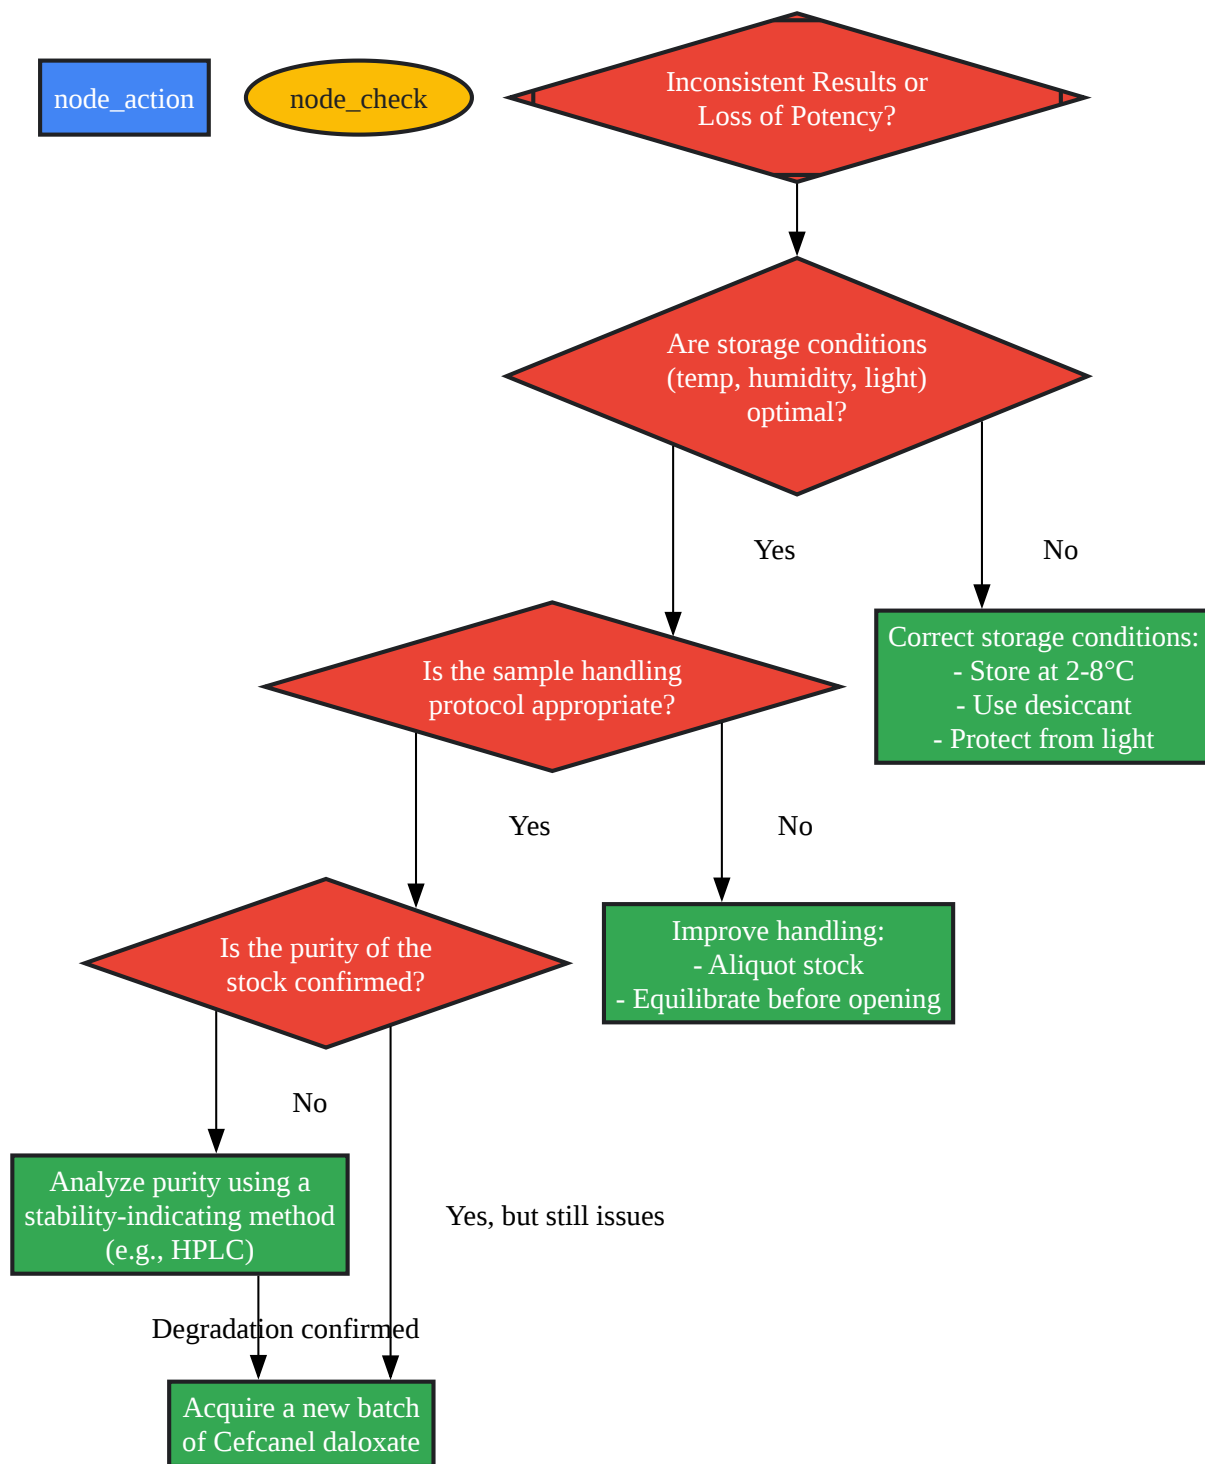 node_action
node_check
Inconsistent Results or
Loss of Potency?
Are storage conditions
(temp, humidity, light)
optimal?
Yes
No
Correct storage conditions:
- Store at 2-8°C
- Use desiccant
- Protect from light
Is the sample handling
protocol appropriate?
Yes
No
Improve handling:
- Aliquot stock
- Equilibrate before opening
Is the purity of the
stock confirmed?
No
Yes, but still issues
Analyze purity using a
stability-indicating method
(e.g., HPLC)
Degradation confirmed
Acquire a new batch
of Cefcanel daloxate